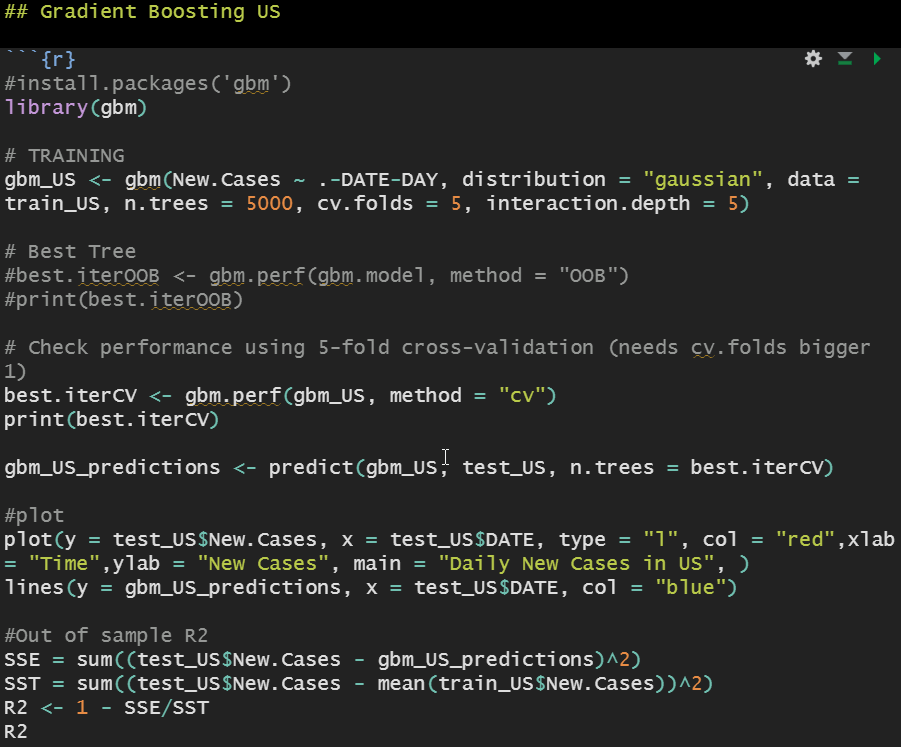 ## Gradient Boosting US
```{r}
#install.packages('gbm')
library(gbm)
# TRAINING
gbm_US <- gbm(New.Cases ~ .-DATE-DAY, distribution = "gaussian", data =
train_US, n.trees = 5000, cv.folds = 5, interaction.depth = 5)
# Best Tree
#best.iterOOB <- gbm.perf(gbm.model, method = "OOB")
#print(best.iterOOB)
# Check performance using 5-fold cross-validation (needs cv.folds bigger
1)
best.iterCV <- gbm.perf(gbm_US, method = "cv")
print(best.iterCV)
gbm_US_predictions <- predict(gbm_US, test_US, n.trees = best.iterCV)
#plot
plot(y = test_US$New.Cases, x = test_US$DATE, type = "l", col = "red",xlab
= "Time",ylab = "New Cases", main = "Daily New Cases in US", )
lines(y = gbm_US_predictions, x = test_US$DATE, col = "blue")
#Out of sample R2
SSE = sum((test_US$New.Cases - gbm_US_predictions)^2)
SST = sum((test_US$New.Cases - mean(train_US$New.Cases))^2)
R2 <- 1 - SSE/SST
R2